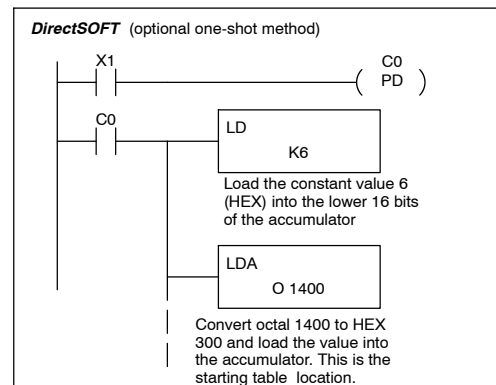 DirectSOFT (optional one-shot method)
X1
C0
PD
C0
LD
K6
Load the constant value 6
(HEX) into the lower 16 bits
of the accumulator
LDA
O 1400
Convert octal 1400 to HEX
300 and load the value into
the accumulator. This is the
starting table location.